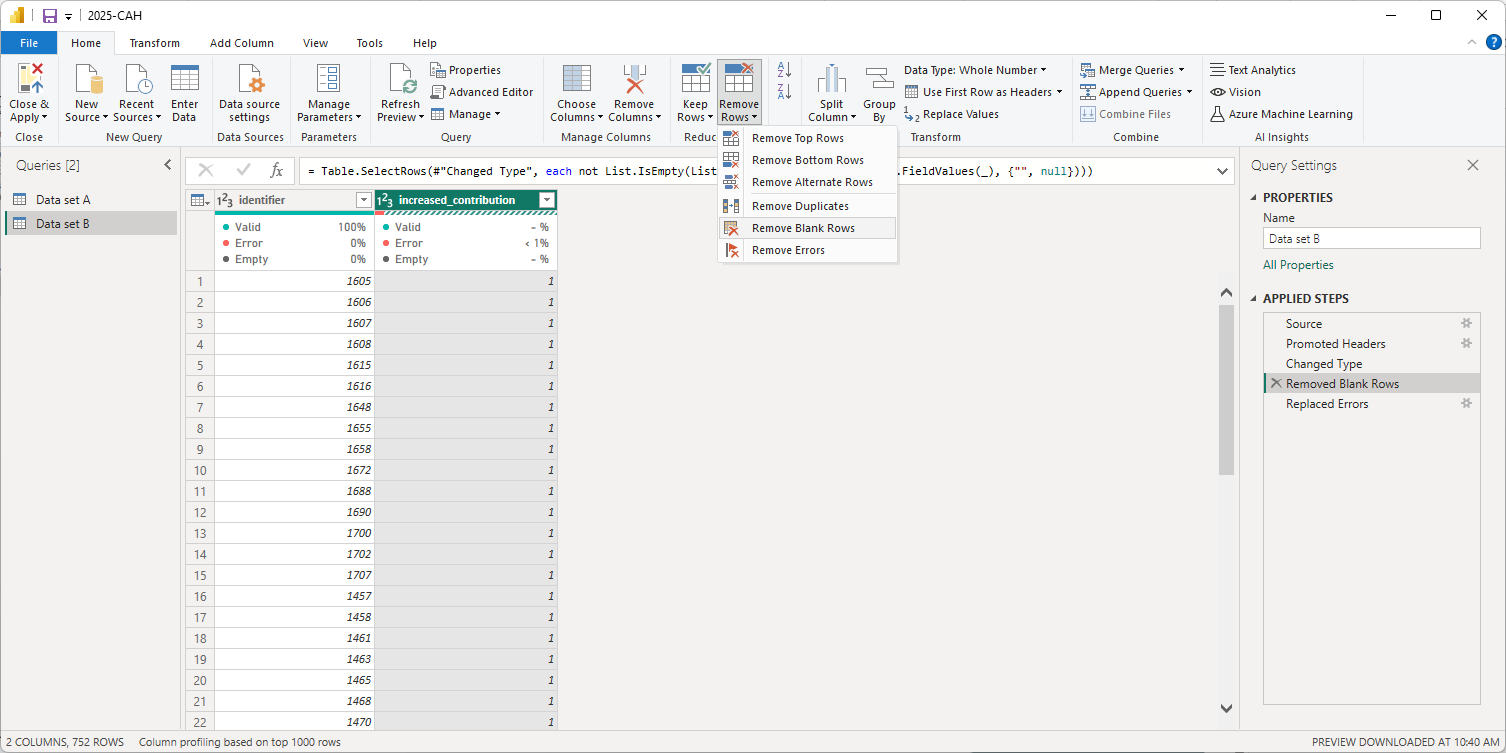 2025-CAH
File Home Transform Add Column View Tools Help
Close & Apply
New Source
Recent Sources
Enter Data
Data source settings
Manage Parameters
Refresh Preview
Properties
Advanced Editor
Manage
Choose Columns
Remove Columns
Keep Rows
Remove Rows
A
Z
Z
A
Split Column
Group By
Data Type: Whole Number
Use First Row as Headers
Replace Values
Merge Queries
Append Queries
Combine Files
Text Analytics
Vision
Azure Machine Learning
Close New Query Data Sources Parameters Query Manage Columns Transform Combine AI Insights
Remove Top Rows
Remove Bottom Rows
Remove Alternate Rows
Remove Duplicates
Remove Blank Rows
Remove Errors
Queries [2]
Data set A
Data set B
fx = Table.SelectRows(#"Changed Type", each not List.IsEmpty(List .FieldValues(_), {"", null})))
123 identifier 123 increased_contribution
Valid 100% Valid - %
Error 0% Error < 1%
Empty 0% Empty - %
1 1605 1
2 1606 1
3 1607 1
4 1608 1
5 1615 1
6 1616 1
7 1648 1
8 1655 1
9 1658 1
10 1672 1
11 1688 1
12 1690 1
13 1700 1
14 1702 1
15 1707 1
16 1457 1
17 1458 1
18 1461 1
19 1463 1
20 1465 1
21 1468 1
22 1470 1
Query Settings
PROPERTIES
Name
Data set B
All Properties
APPLIED STEPS
Source
Promoted Headers
Changed Type
Removed Blank Rows
Replaced Errors
2 COLUMNS, 752 ROWS Column profiling based on top 1000 rows
PREVIEW DOWNLOADED AT 10:40 AM